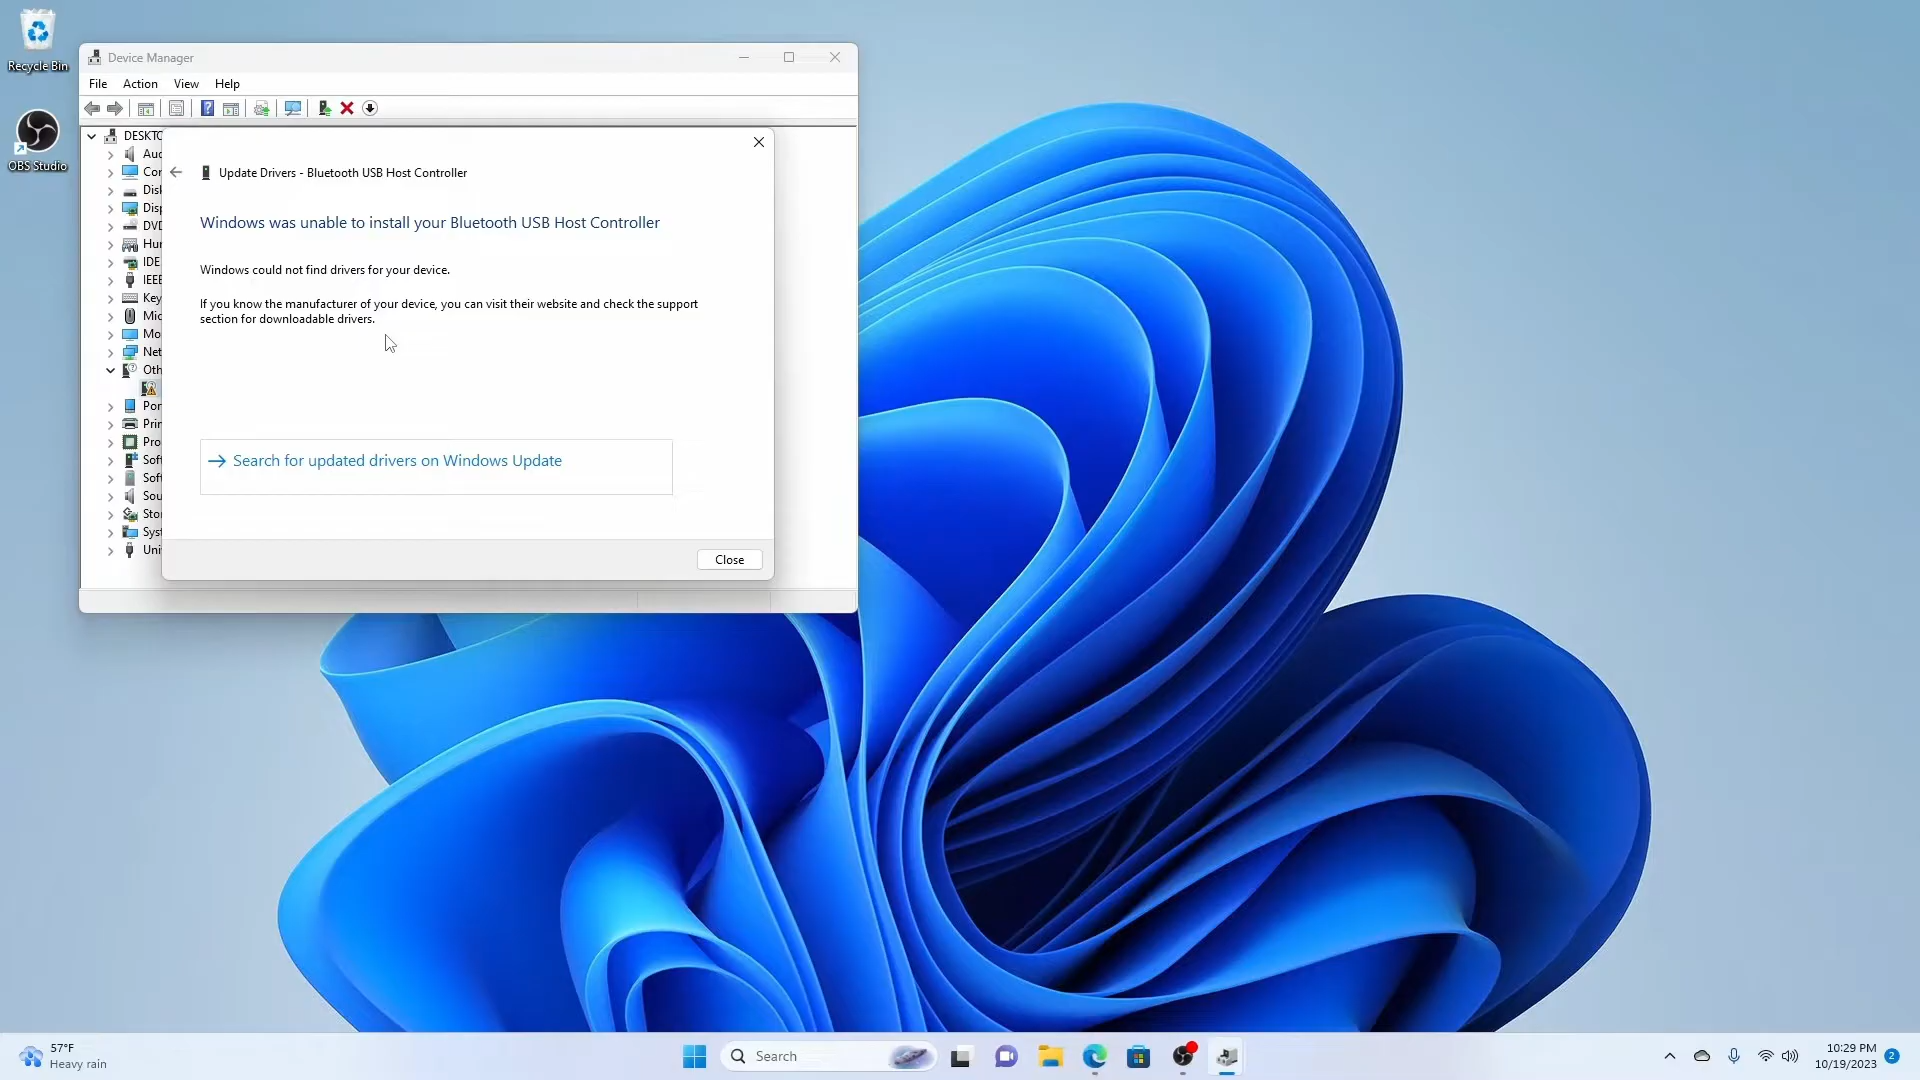 Recycle Bin
OBS Studio
Device Manager
File Action View Help
DESKTO
Aud
Cor
Disk
Disp
DVD
Hur
IDE
IEEE
Key
Mic
Mo
Net
Oth
Por
Prin
Pro
Soft
Soft
Sou
Stor
Syst
Uni
Update Drivers - Bluetooth USB Host Controller
Windows was unable to install your Bluetooth USB Host Controller
Windows could not find drivers for your device.
If you know the manufacturer of your device, you can visit their website and check the support
section for downloadable drivers.
Search for updated drivers on Windows Update
Close
57°F
Heavy rain
Search
10:29 PM
10/19/2023
2